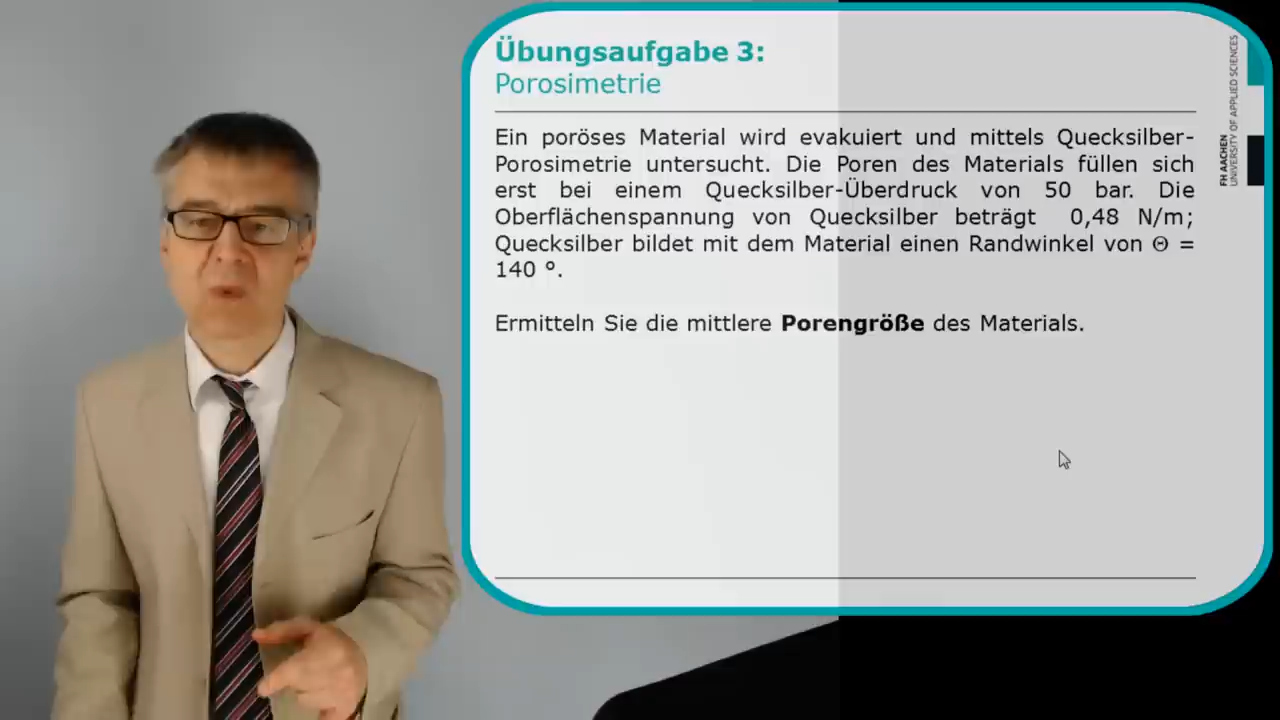 Übungsaufgabe 3:
Porosimetrie
Ein poröses Material wird evakuiert und mittels Quecksilber-
Porosimetrie untersucht. Die Poren des Materials füllen sich
erst bei einem Quecksilber-Überdruck von 50 bar. Die
Oberflächenspannung von Quecksilber beträgt 0,48 N/m;
Quecksilber bildet mit dem Material einen Randwinkel von Θ =
140 °.
Ermitteln Sie die mittlere Porengröße des Materials.
FH AACHEN
UNIVERSITY OF APPLIED SCIENCES